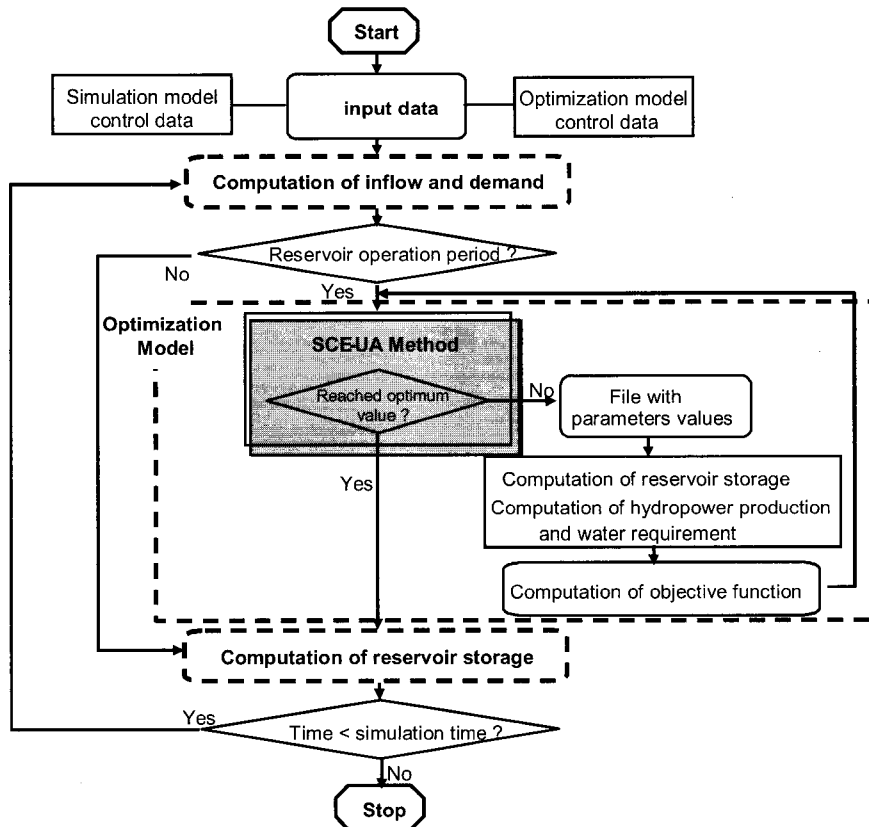 Start
Simulation model
control data
input data
Optimization model
control data
Computation of inflow and demand
Reservoir operation period ?
No
Yes
Optimization
Model
SCE-UA Method
Reached optimum
value ?
No
File with
parameters values
Yes
Computation of reservoir storage
Computation of hydropower production
and water requirement
Computation of objective function
Computation of reservoir storage
Yes
Time < simulation time ?
No
Stop